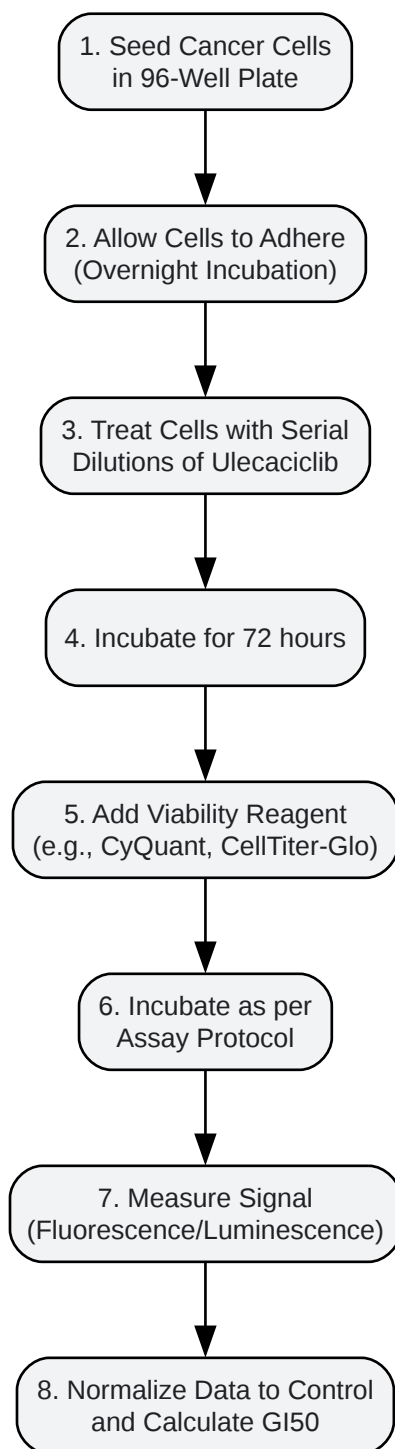 1. Seed Cancer Cells
in 96-Well Plate
2. Allow Cells to Adhere
(Overnight Incubation)
3. Treat Cells with Serial
Dilutions of Ulecaciclib
4. Incubate for 72 hours
5. Add Viability Reagent
(e.g., CyQuant, CellTiter-Glo)
6. Incubate as per
Assay Protocol
7. Measure Signal
(Fluorescence/Luminescence)
8. Normalize Data to Control
and Calculate GI50